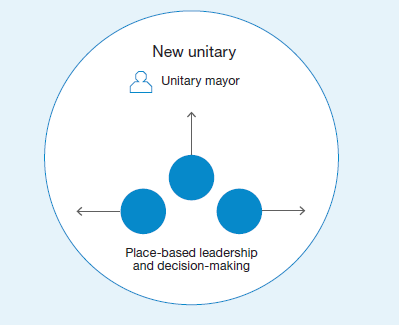 New unitary
Unitary mayor
Place-based leadership
and decision-making